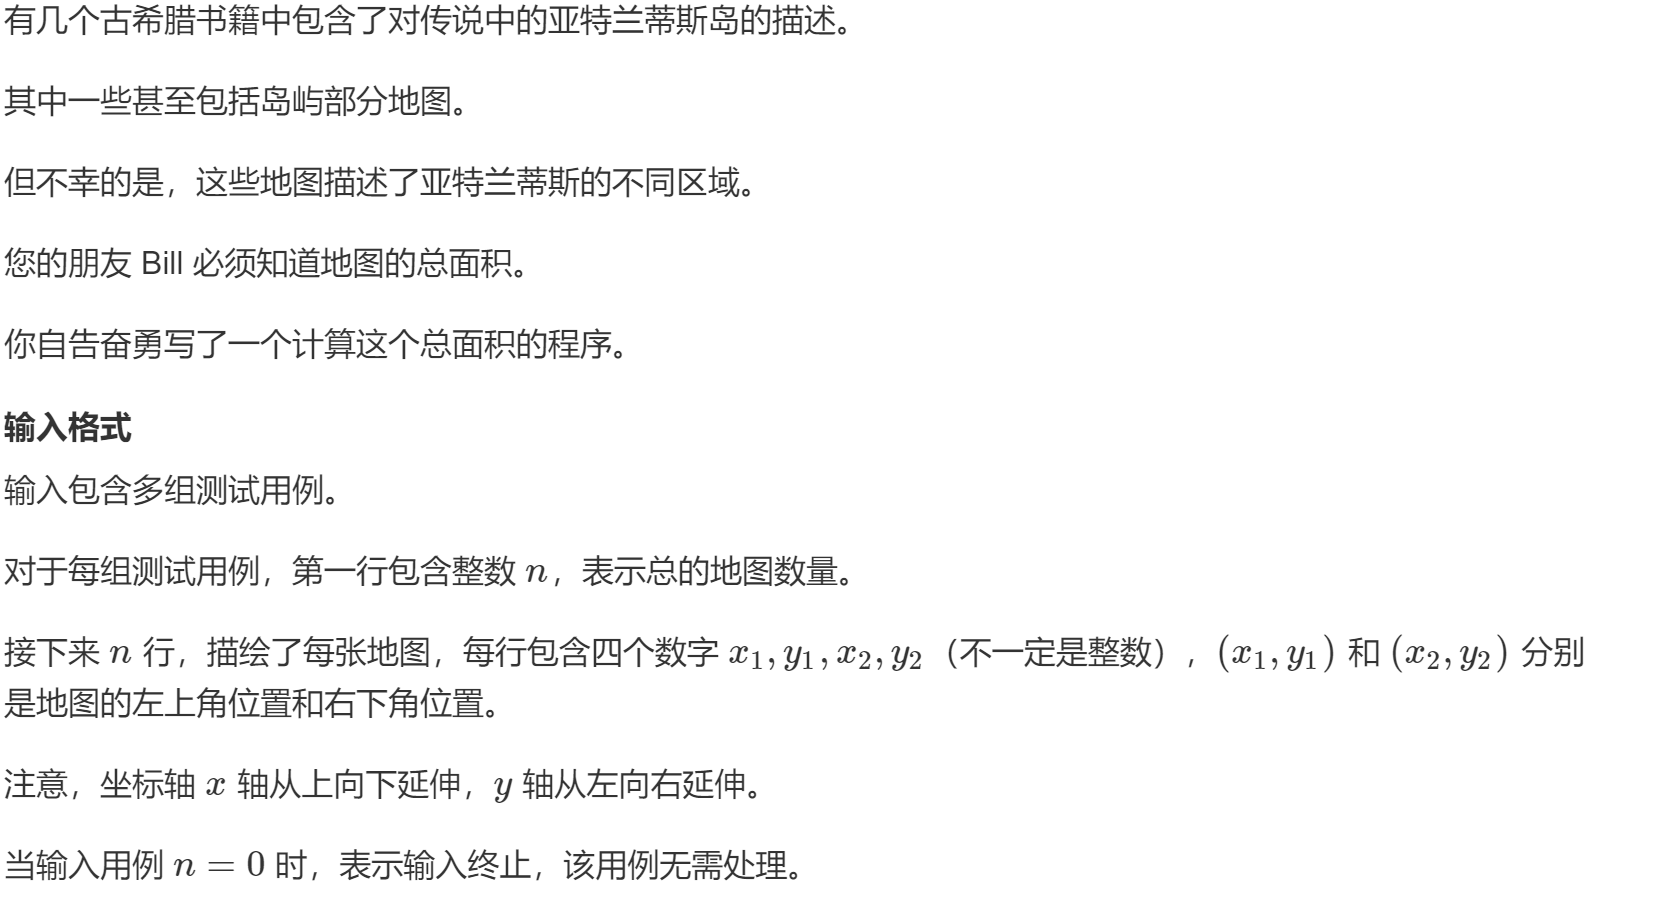 有几个古希腊书籍中包含了对传说中的亚特兰蒂斯岛的描述。
其中一些甚至包括岛屿部分地图。
但不幸的是，这些地图描述了亚特兰蒂斯的不同区域。
您的朋友 Bill 必须知道地图的总面积。
你自告奋勇写了一个计算这个总面积的程序。
输入格式
输入包含多组测试用例。
对于每组测试用例，第一行包含整数 n，表示总的地图数量。
接下来 n 行，描绘了每张地图，每行包含四个数字 x₁, y₁, x₂, y₂（不一定是整数），(x₁, y₁) 和 (x₂, y₂) 分别
是地图的左上角位置和右下角位置。
注意，坐标轴 x 轴从上向下延伸，y 轴从左向右延伸。
当输入用例 n = 0 时，表示输入终止，该用例无需处理。